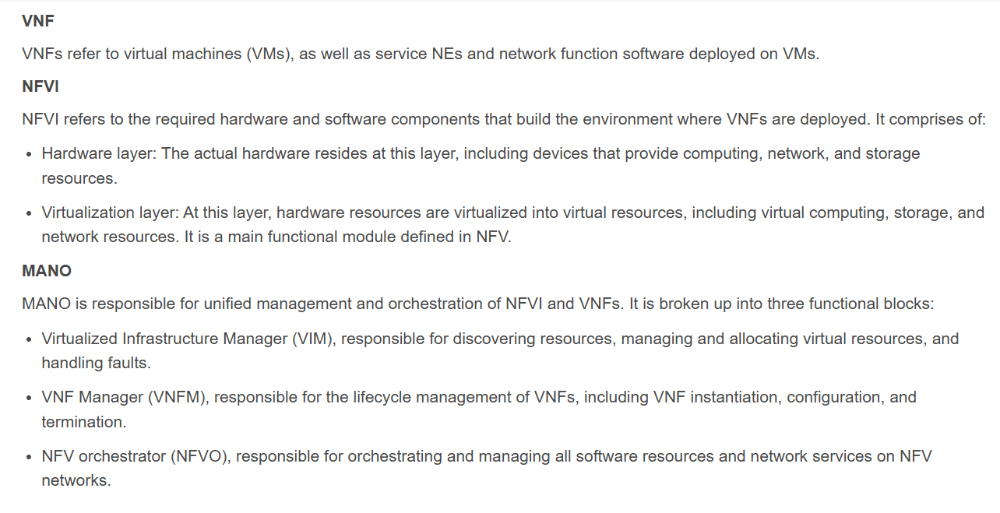 VNF
VNFs refer to virtual machines (VMs), as well as service NEs and network function software deployed on VMs.
NFVI
NFVI refers to the required hardware and software components that build the environment where VNFs are deployed. It comprises of:
• Hardware layer: The actual hardware resides at this layer, including devices that provide computing, network, and storage
resources.
• Virtualization layer: At this layer, hardware resources are virtualized into virtual resources, including virtual computing, storage, and
network resources. It is a main functional module defined in NFV.
MANO
MANO is responsible for unified management and orchestration of NFVI and VNFs. It is broken up into three functional blocks:
• Virtualized Infrastructure Manager (VIM), responsible for discovering resources, managing and allocating virtual resources, and
handling faults.
• VNF Manager (VNFM), responsible for the lifecycle management of VNFs, including VNF instantiation, configuration, and
termination.
• NFV orchestrator (NFVO), responsible for orchestrating and managing all software resources and network services on NFV
networks.